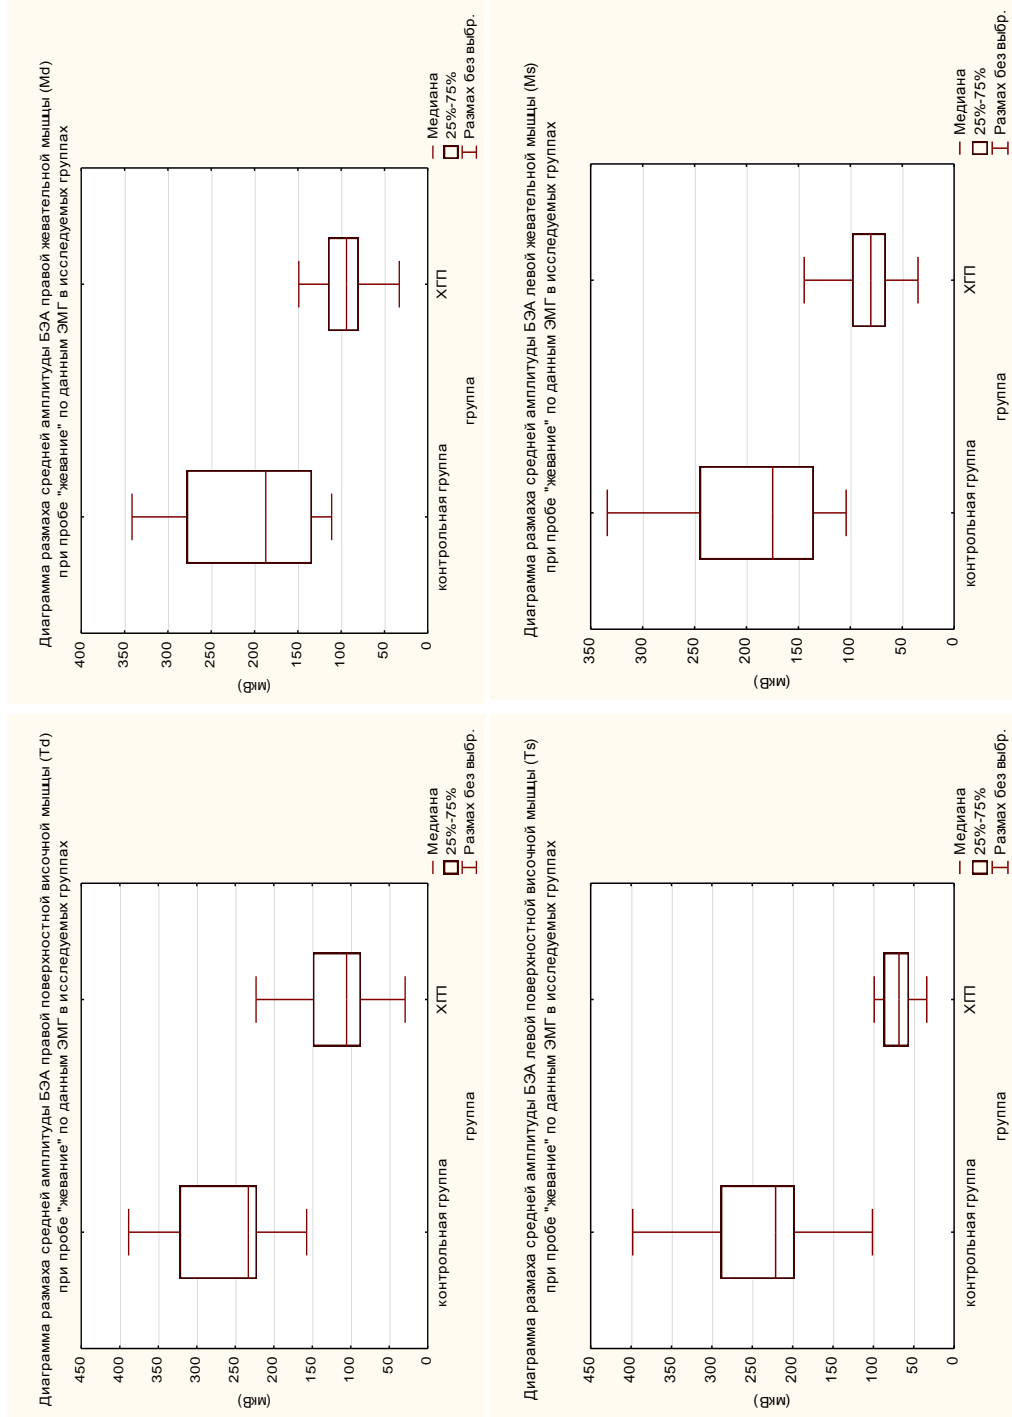 Диаграмма размаха средней амплитуды БЭА правой поверхностной височной мышцы (Td)
при пробе "жевание" по данным ЭМГ в исследуемых группах
450
400
350
300
250
200
150
100
50
0
(мкВ)
контрольная группа
ХГП
группа
Медиана
25%-75%
Размах без выбр.
Диаграмма размаха средней амплитуды БЭА правой жевательной мышцы (Md)
при пробе "жевание" по данным ЭМГ в исследуемых группах
400
350
300
250
200
150
100
50
0
(мкВ)
контрольная группа
ХГП
группа
Медиана
25%-75%
Размах без выбр.
Диаграмма размаха средней амплитуды БЭА левой поверхностной височной мышцы (Ts)
при пробе "жевание" по данным ЭМГ в исследуемых группах
450
400
350
300
250
200
150
100
50
0
(мкВ)
контрольная группа
ХГП
группа
Медиана
25%-75%
Размах без выбр.
Диаграмма размаха средней амплитуды БЭА левой жевательной мышцы (Ms)
при пробе "жевание" по данным ЭМГ в исследуемых группах
350
300
250
200
150
100
50
0
(мкВ)
контрольная группа
ХГП
группа
Медиана
25%-75%
Размах без выбр.